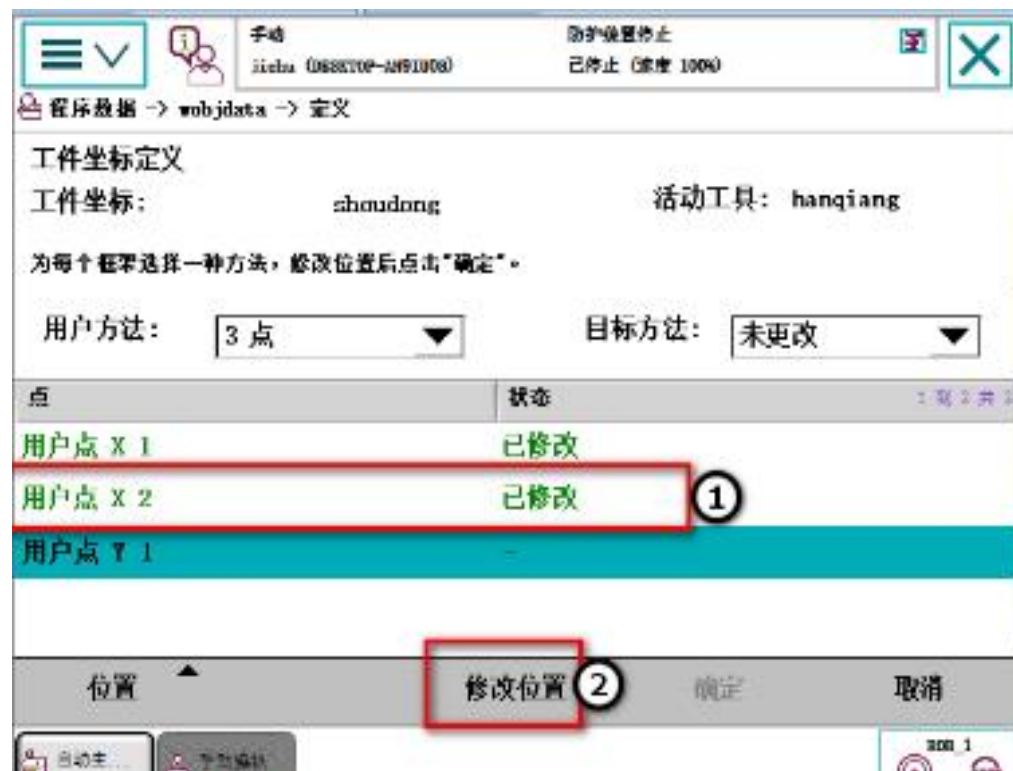 手动 防护装置停止
已停止 (速度 100%)
程序数据 -> wobjdata -> 定义
工件坐标定义
工件坐标: shoudong 活动工具: hanqiang
为每个框架选择一种方法，修改位置后点击"确定"。
用户方法: 3 点 目标方法: 未更改
点 状态
用户点 X 1 已修改
用户点 X 2 已修改 1
用户点 Y 1 -
位置 修改位置 2 确定 取消
自动生...
ROB_1